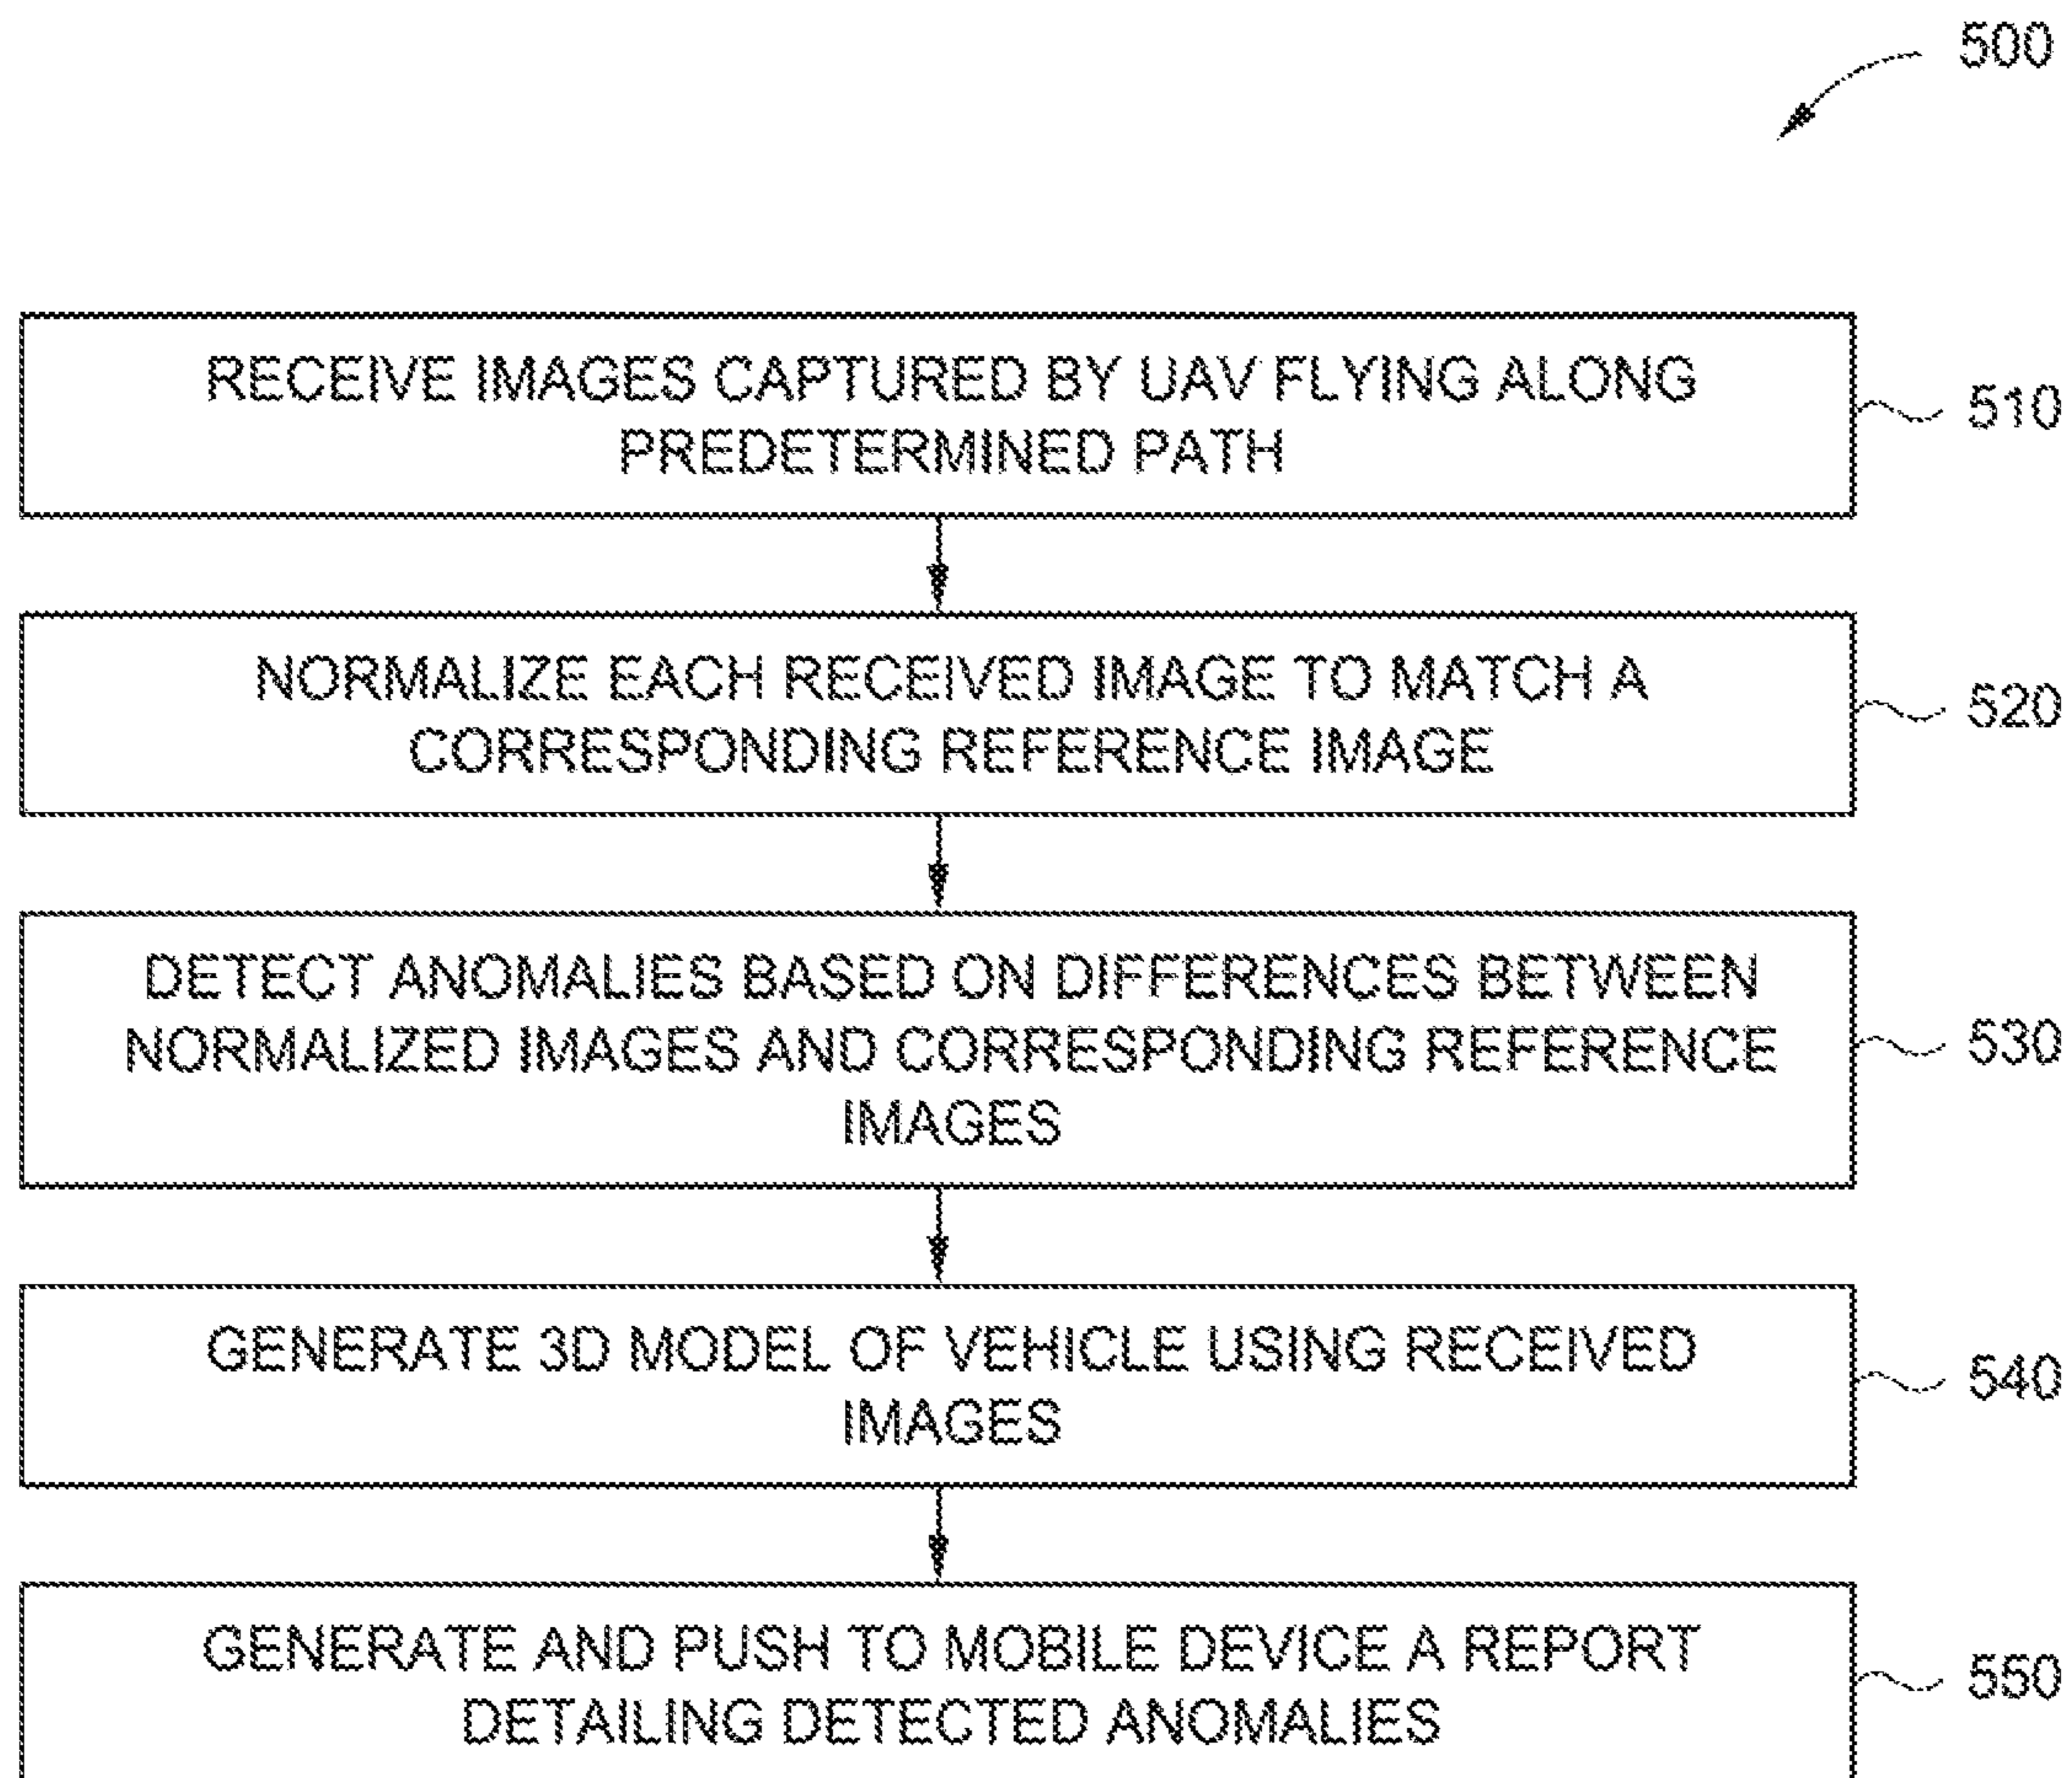 500
RECEIVE IMAGES CAPTURED BY UAV FLYING ALONG
PREDETERMINED PATH
510
NORMALIZE EACH RECEIVED IMAGE TO MATCH A
CORRESPONDING REFERENCE IMAGE
520
DETECT ANOMALIES BASED ON DIFFERENCES BETWEEN
NORMALIZED IMAGES AND CORRESPONDING REFERENCE
IMAGES
530
GENERATE 3D MODEL OF VEHICLE USING RECEIVED
IMAGES
540
GENERATE AND PUSH TO MOBILE DEVICE A REPORT
DETAILING DETECTED ANOMALIES
550